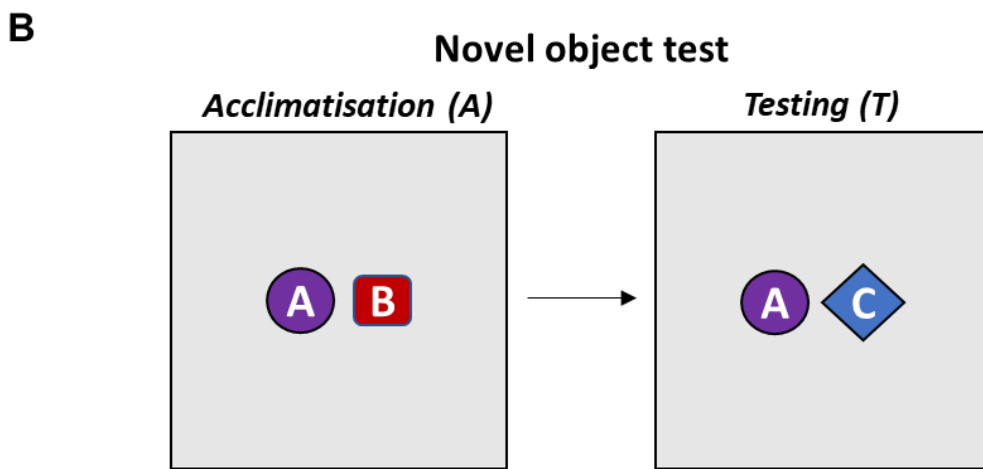 B
Novel object test
Acclimatisation (A)
Testing (T)
A
B
A
C